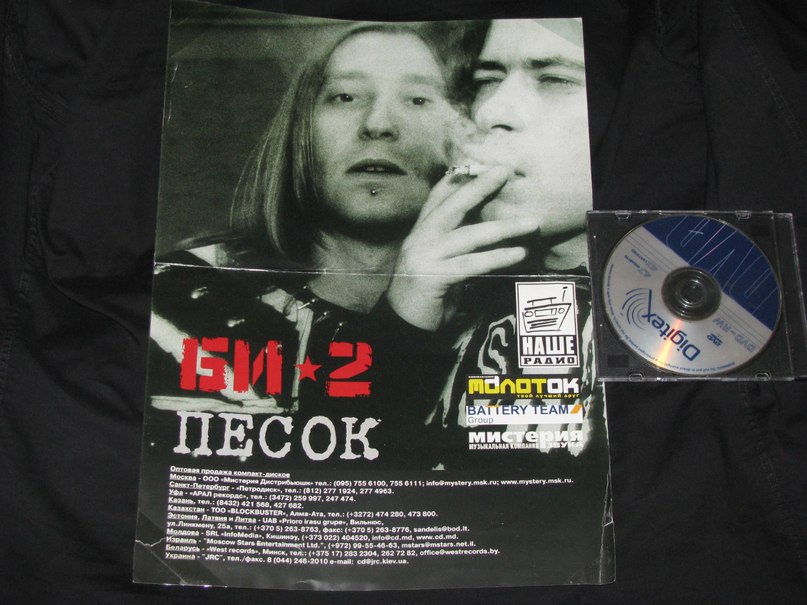 НАШЕ
РАДИО
БИ★2
МОЛОТОК
твой лучший друг
BATTERY TEAM
Group
ПЕСОК
МИСТЕРИЯ
МУЗЫКАЛЬНАЯ КОМПАНИЯ ЗВУКА
Оптовая продажа компакт-дисков
Москва - ООО «Мистерия Дистрибьюшн» тел.: (095) 755 6100, 755 6111; info@mystery.msk.ru; www.mystery.msk.ru.
Санкт-Петербург - «Петродиск», тел.: (812) 277 1924, 277 4963.
Уфа - «АРАЛ рекордс», тел.: (3472) 259 997, 247 474.
Казань, тел.: (8432) 421 568, 427 682.
Казахстан - ТОО «BLOCKBUSTER», Алма-Ата, тел.: (+3272) 474 280, 473 800.
Эстония, Латвия и Литва - UAB «Prioro irasu grupe», Вильнюс,
ул.Линкмену, 25а, тел.: (+370 5) 263-8763, факс: (+370 5) 263-8776, sandelis@bod.lt.
Молдова - SRL «InfoMedia», Кишинэу, (+373 022) 404520, info@cd.md, www.cd.md.
Израиль - "Moscow Stars Entertainment Ltd.", (+972) 99-55-46-63, mstars@mstars.net.il.
Беларусь - «West records», Минск, тел.: (+375 17) 283 2304, 262 72 82, office@westrecords.by.
Украина - "JRC", тел./факс. 8 (044) 246-2010 e-mail: cd@jrc.kiev.ua.
Digitex
DVD-RW